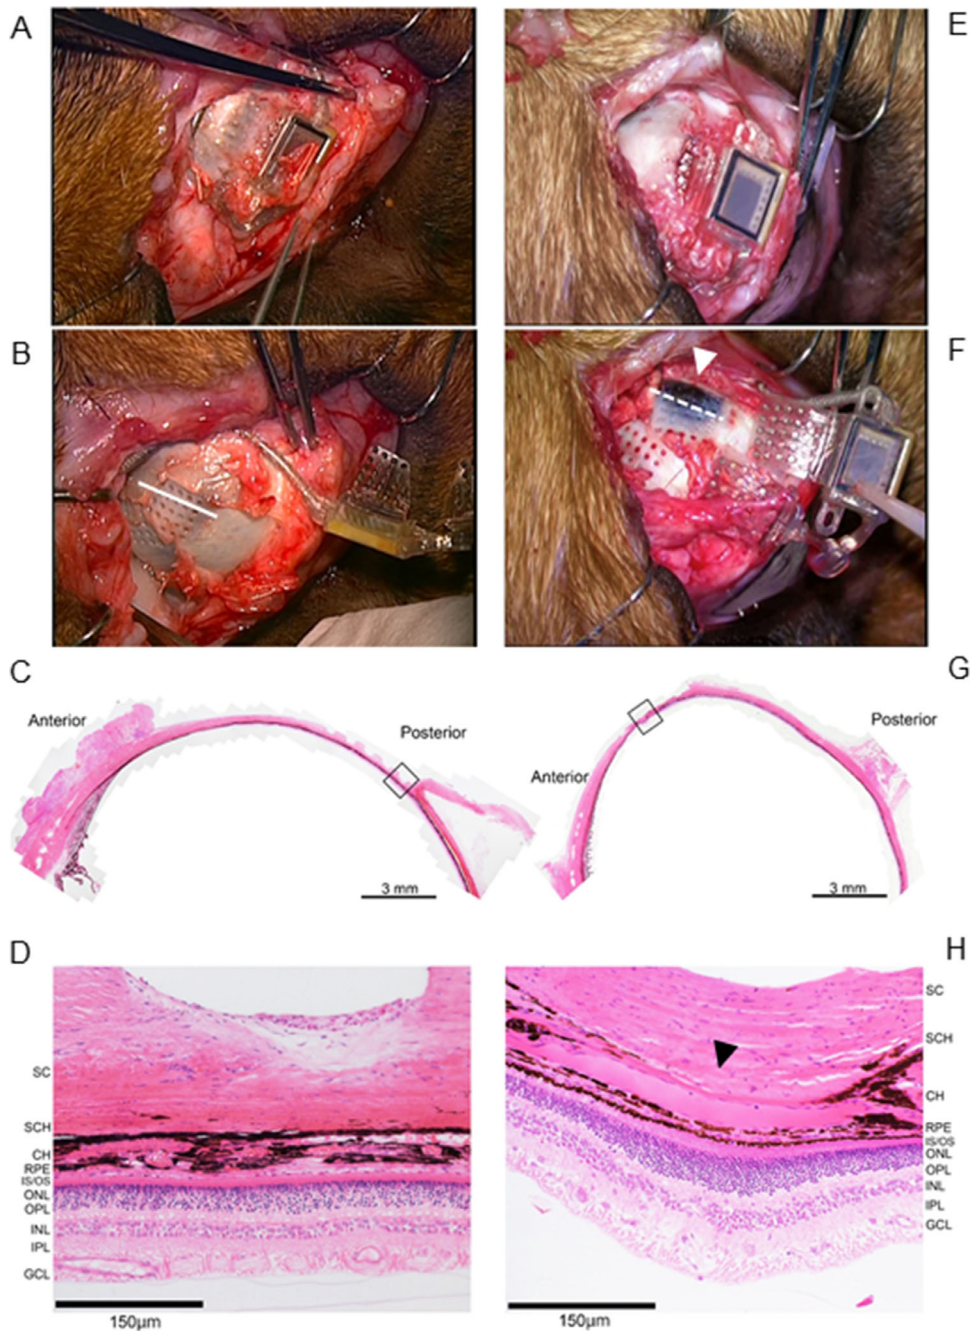 A
E
B
F
C
G
Anterior
Posterior
3 mm
Anterior
Posterior
3 mm
D
H
SC
SCH
CH
RPE
IS/OS
ONL
OPL
INL
IPL
GCL
150µm
SC
SCH
CH
RPE
IS/OS
ONL
OPL
INL
IPL
GCL
150µm